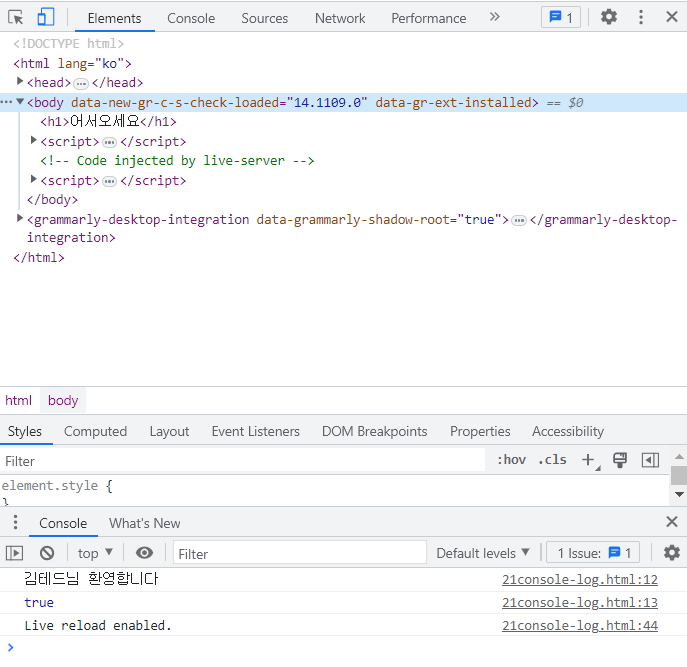 Elements Console Sources Network Performance » 1
<!DOCTYPE html>
<html lang="ko">
<head>…</head>
…<body data-new-gr-c-s-check-loaded="14.1109.0" data-gr-ext-installed> == $0
<h1>어서오세요</h1>
<script>…</script>
<!-- Code injected by live-server -->
<script>…</script>
</body>
<grammarly-desktop-integration data-grammarly-shadow-root="true">…</grammarly-desktop-
integration>
</html>
html body
Styles Computed Layout Event Listeners DOM Breakpoints Properties Accessibility
Filter :hov .cls +
element.style {
}
Console What's New
top Filter Default levels 1 Issue: 1
김테드님 환영합니다 21console-log.html:12
true 21console-log.html:13
Live reload enabled. 21console-log.html:44
>